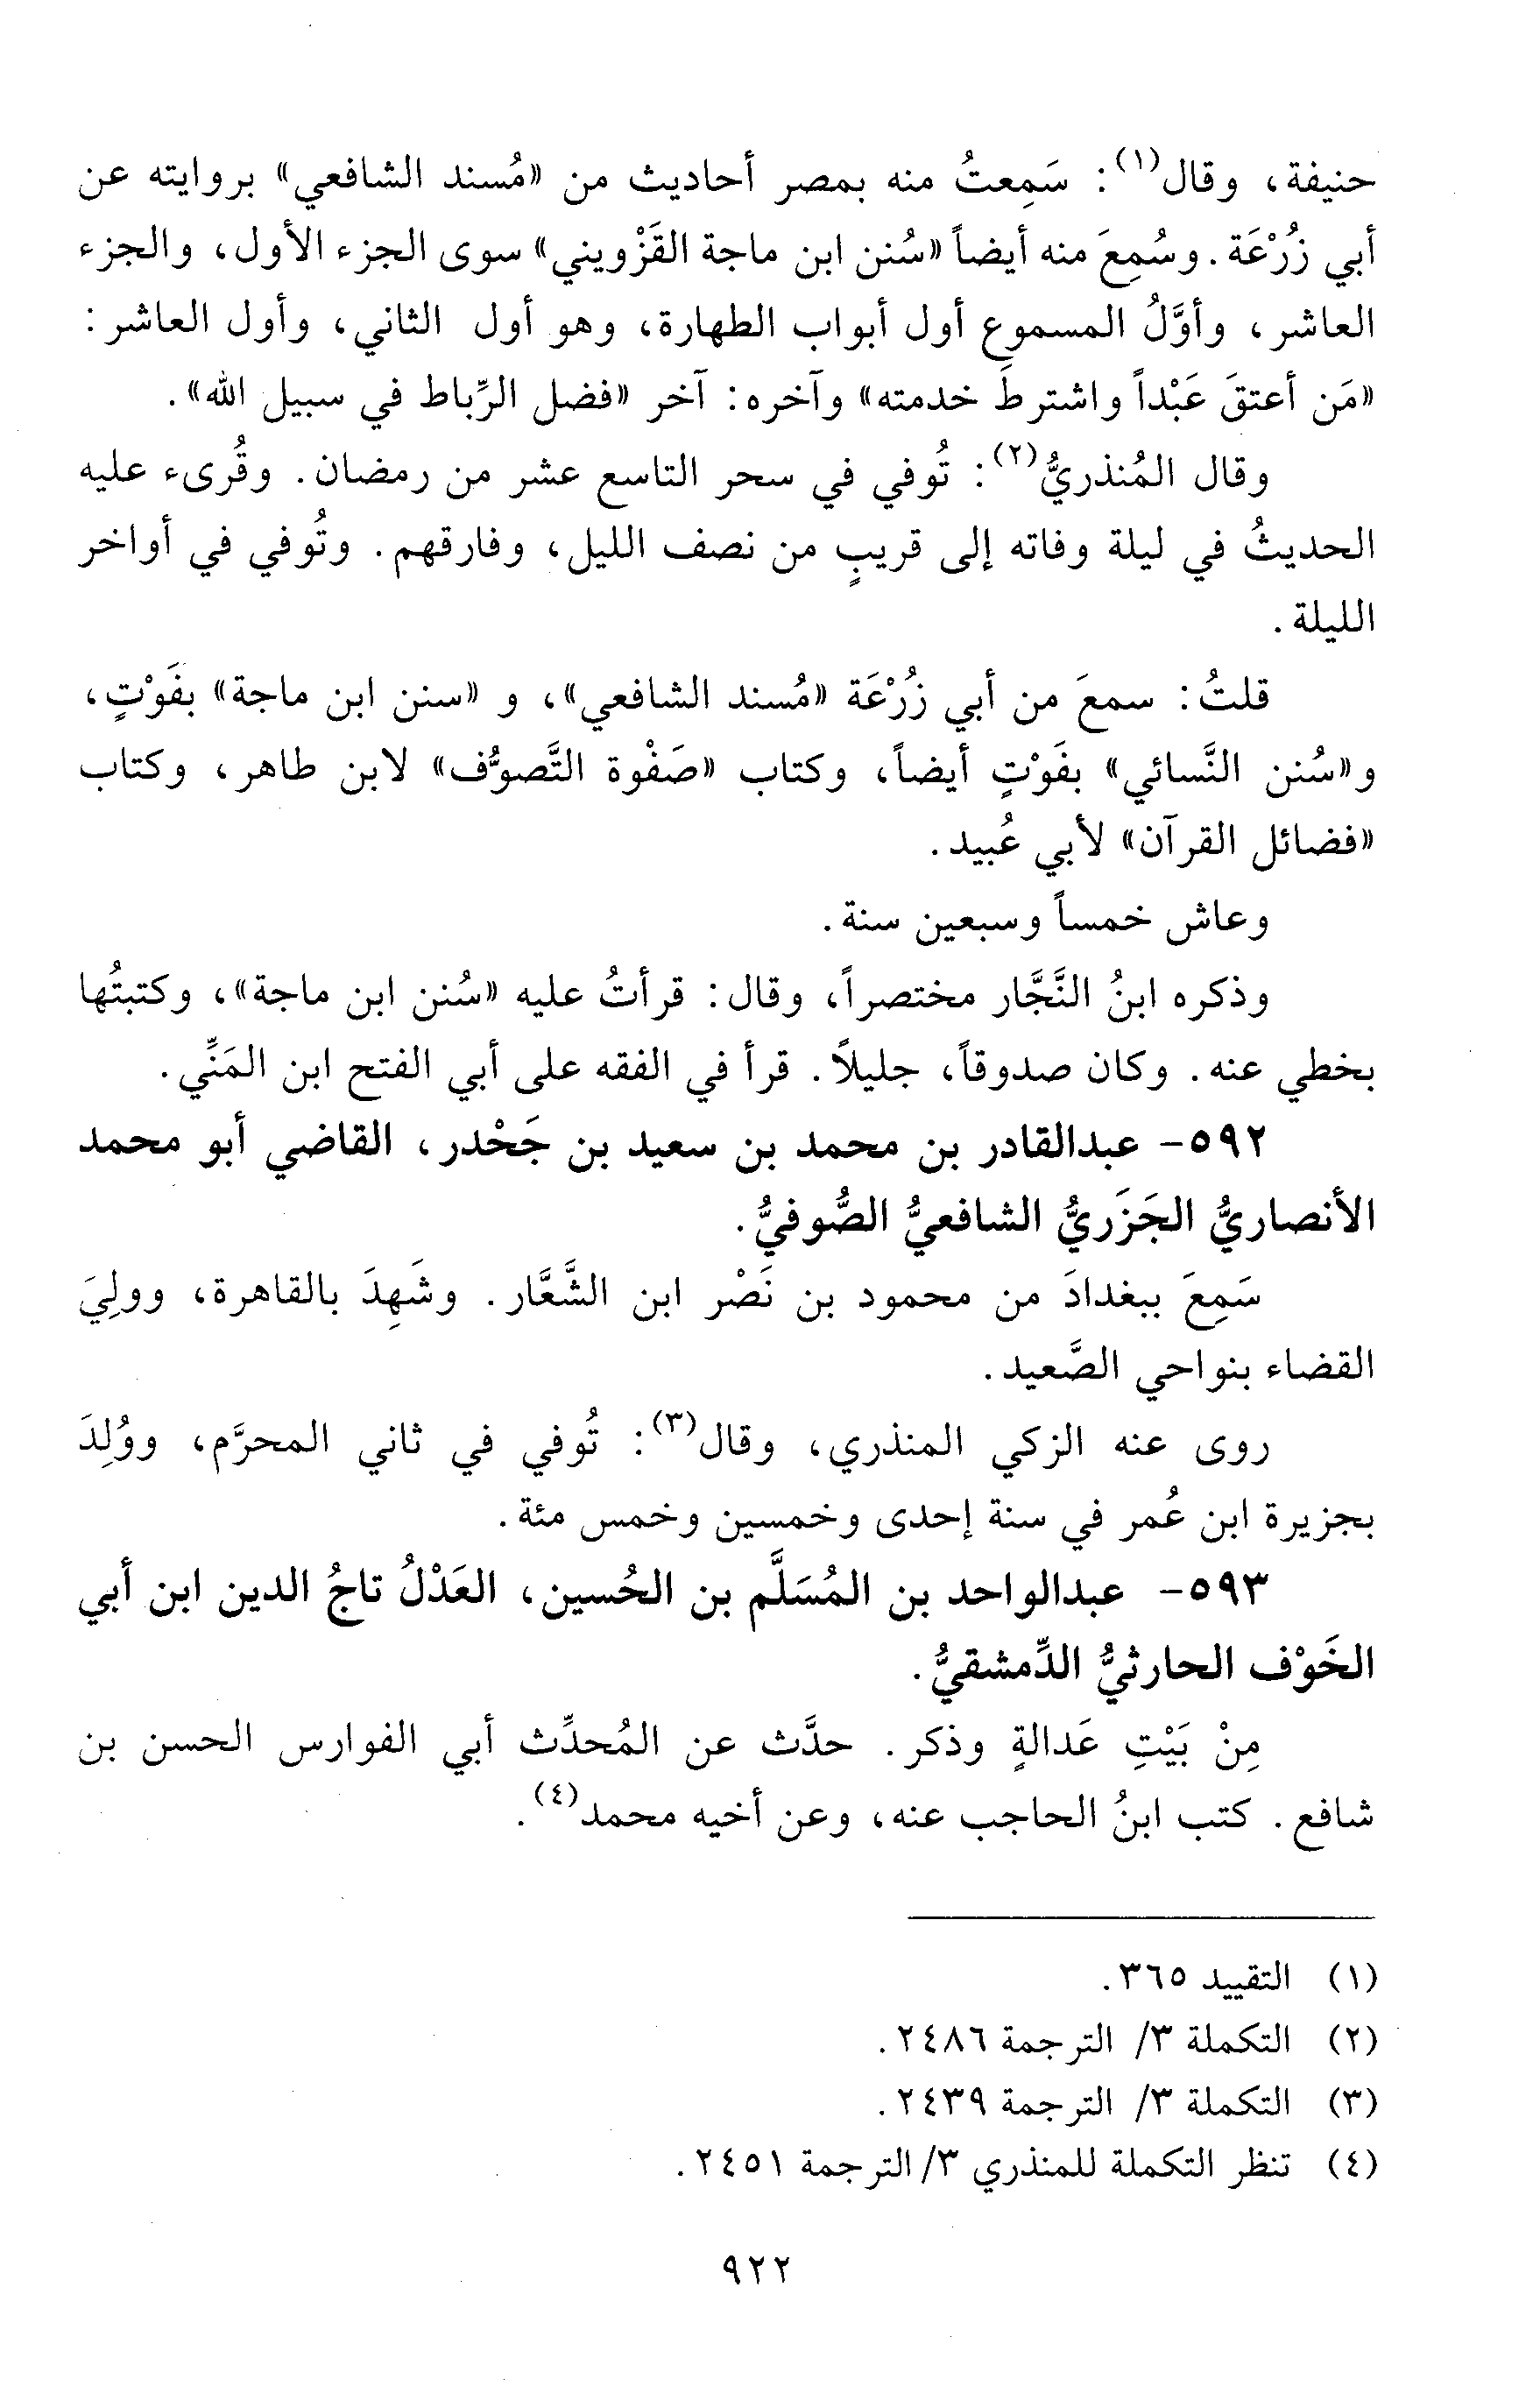 حنيفة، وقال(١): سَمِعتُ منه بمصر أحاديث من «مُسند الشافعي» بروايته عن
أبي زُرْعَة. وسُمِعَ منه أيضاً «سُنن ابن ماجة القَزْويني» سوى الجزء الأول، والجزء
العاشر، وأوَّلُ المسموع أول أبواب الطهارة، وهو أول الثاني، وأول العاشر:
«مَن أعتقَ عَبْداً واشترطَ خدمته» وآخره: آخر «فضل الرِّباط في سبيل الله».
وقال المُنذريُّ(٢): تُوفي في سحر التاسع عشر من رمضان. وقُرىء عليه
الحديثُ في ليلة وفاته إلى قريبٍ من نصف الليل، وفارقهم. وتُوفي في أواخر
الليلة.
قلتُ: سمعَ من أبي زُرْعَة «مُسند الشافعي»، و «سنن ابن ماجة» بفَوْتٍ،
و«سُنن النَّسائي» بفَوْتٍ أيضاً، وكتاب «صَفْوة التَّصوُّف» لابن طاهر، وكتاب
«فضائل القرآن» لأبي عُبيد.
وعاش خمساً وسبعين سنة.
وذكره ابنُ النَّجَّار مختصراً، وقال: قرأتُ عليه «سُنن ابن ماجة»، وكتبتُها
بخطي عنه. وكان صدوقاً، جليلاً. قرأ في الفقه على أبي الفتح ابن المَنِّي.
٥٩٢- عبدالقادر بن محمد بن سعيد بن جَحْدر، القاضي أبو محمد
الأنصاريُّ الجَزَريُّ الشافعيُّ الصُّوفيُّ.
سَمِعَ ببغدادَ من محمود بن نَصْر ابن الشَّعَّار. وشَهِدَ بالقاهرة، وولِيَ
القضاء بنواحي الصَّعيد.
روى عنه الزكي المنذري، وقال(٣): تُوفي في ثاني المحرَّم، ووُلِدَ
بجزيرة ابن عُمر في سنة إحدى وخمسين وخمس مئة.
٥٩٣- عبدالواحد بن المُسَلَّم بن الحُسين، العَدْلُ تاجُ الدين ابن أبي
الخَوْف الحارثيُّ الدِّمشقيُّ.
مِنْ بَيْتِ عَدالةٍ وذكر. حدَّث عن المُحدِّث أبي الفوارس الحسن بن
شافع. كتب ابنُ الحاجب عنه، وعن أخيه محمد(٤).
(١) التقييد ٣٦٥.
(٢) التكملة ٣/ الترجمة ٢٤٨٦.
(٣) التكملة ٣/ الترجمة ٢٤٣٩.
(٤) تنظر التكملة للمنذري ٣/ الترجمة ٢٤٥١.
٩٢٢